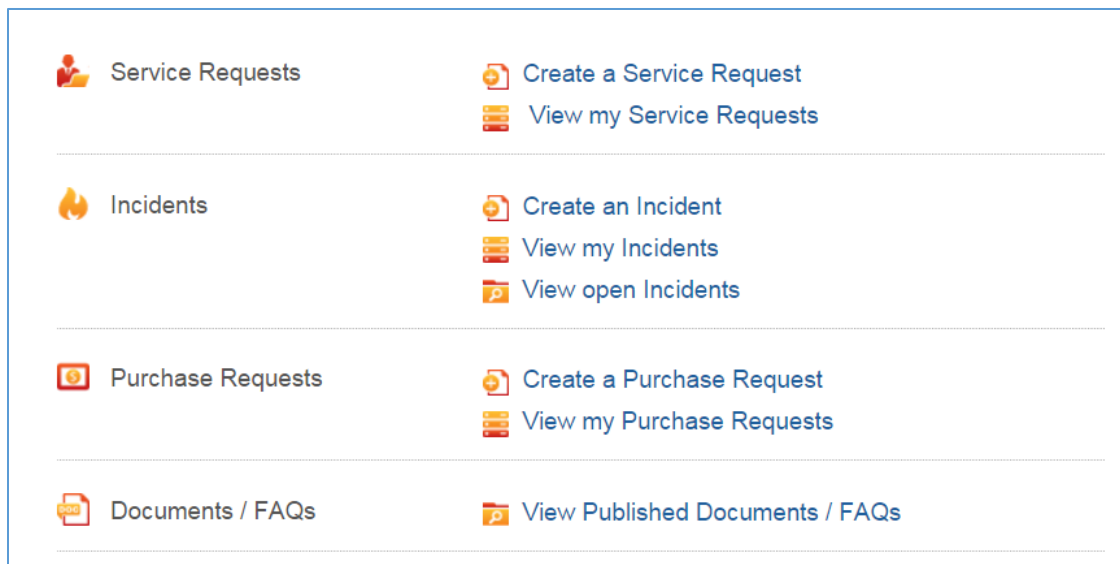 Service Requests
Create a Service Request
View my Service Requests
Incidents
Create an Incident
View my Incidents
View open Incidents
Purchase Requests
Create a Purchase Request
View my Purchase Requests
DOC
Documents / FAQs
View Published Documents / FAQs